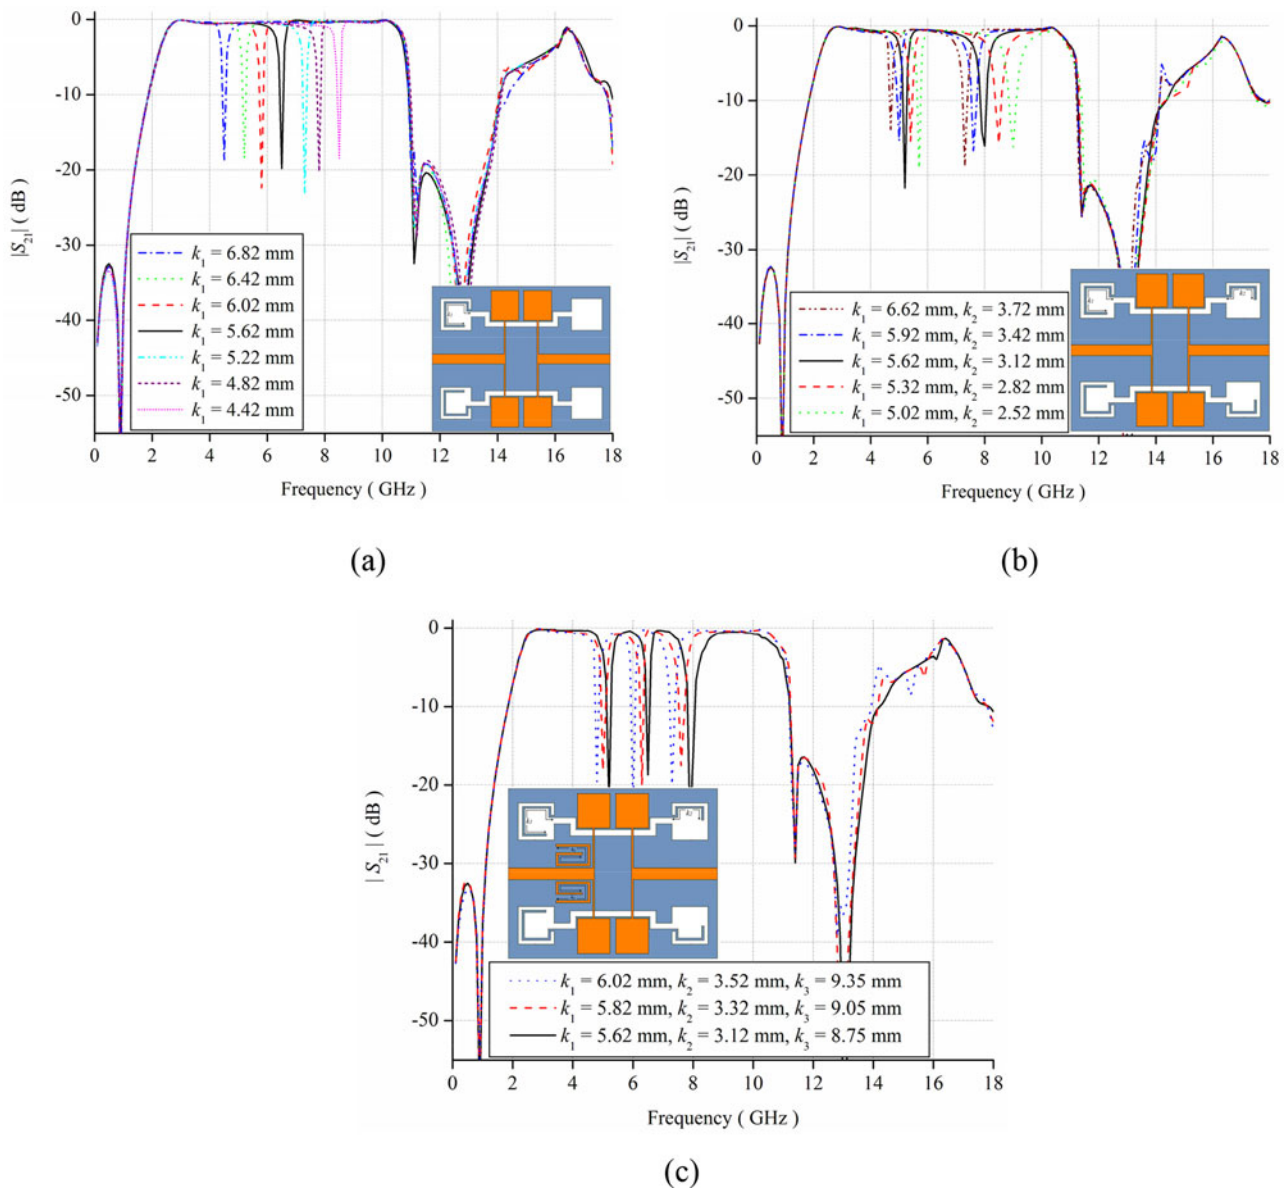 0
-10
-20
-30
-40
-50
|S21| ( dB )
k1 = 6.82 mm
k1 = 6.42 mm
k1 = 6.02 mm
k1 = 5.62 mm
k1 = 5.22 mm
k1 = 4.82 mm
k1 = 4.42 mm
0 2 4 6 8 10 12 14 16 18
Frequency ( GHz )
(a)
0
-10
-20
-30
-40
-50
|S21| ( dB )
k1 = 6.62 mm, k2 = 3.72 mm
k1 = 5.92 mm, k2 = 3.42 mm
k1 = 5.62 mm, k2 = 3.12 mm
k1 = 5.32 mm, k2 = 2.82 mm
k1 = 5.02 mm, k2 = 2.52 mm
0 2 4 6 8 10 12 14 16 18
Frequency ( GHz )
(b)
0
-10
-20
-30
-40
-50
| S21 | ( dB )
k1 = 6.02 mm, k2 = 3.52 mm, k3 = 9.35 mm
k1 = 5.82 mm, k2 = 3.32 mm, k3 = 9.05 mm
k1 = 5.62 mm, k2 = 3.12 mm, k3 = 8.75 mm
0 2 4 6 8 10 12 14 16 18
Frequency ( GHz )
(c)